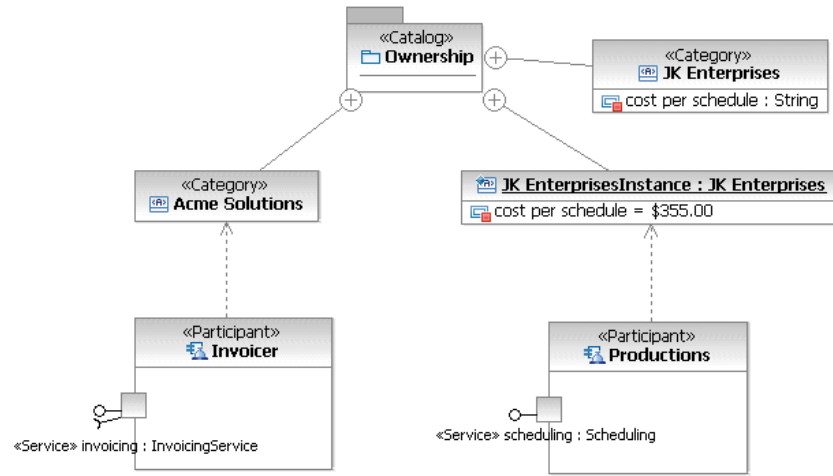 «Catalog»
Ownership
«Category»
JK Enterprises
cost per schedule : String
«Category»
Acme Solutions
JK EnterprisesInstance : JK Enterprises
cost per schedule = $355.00
«Participant»
Invoicer
«Participant»
Productions
«Service» invoicing : InvoicingService
«Service» scheduling : Scheduling